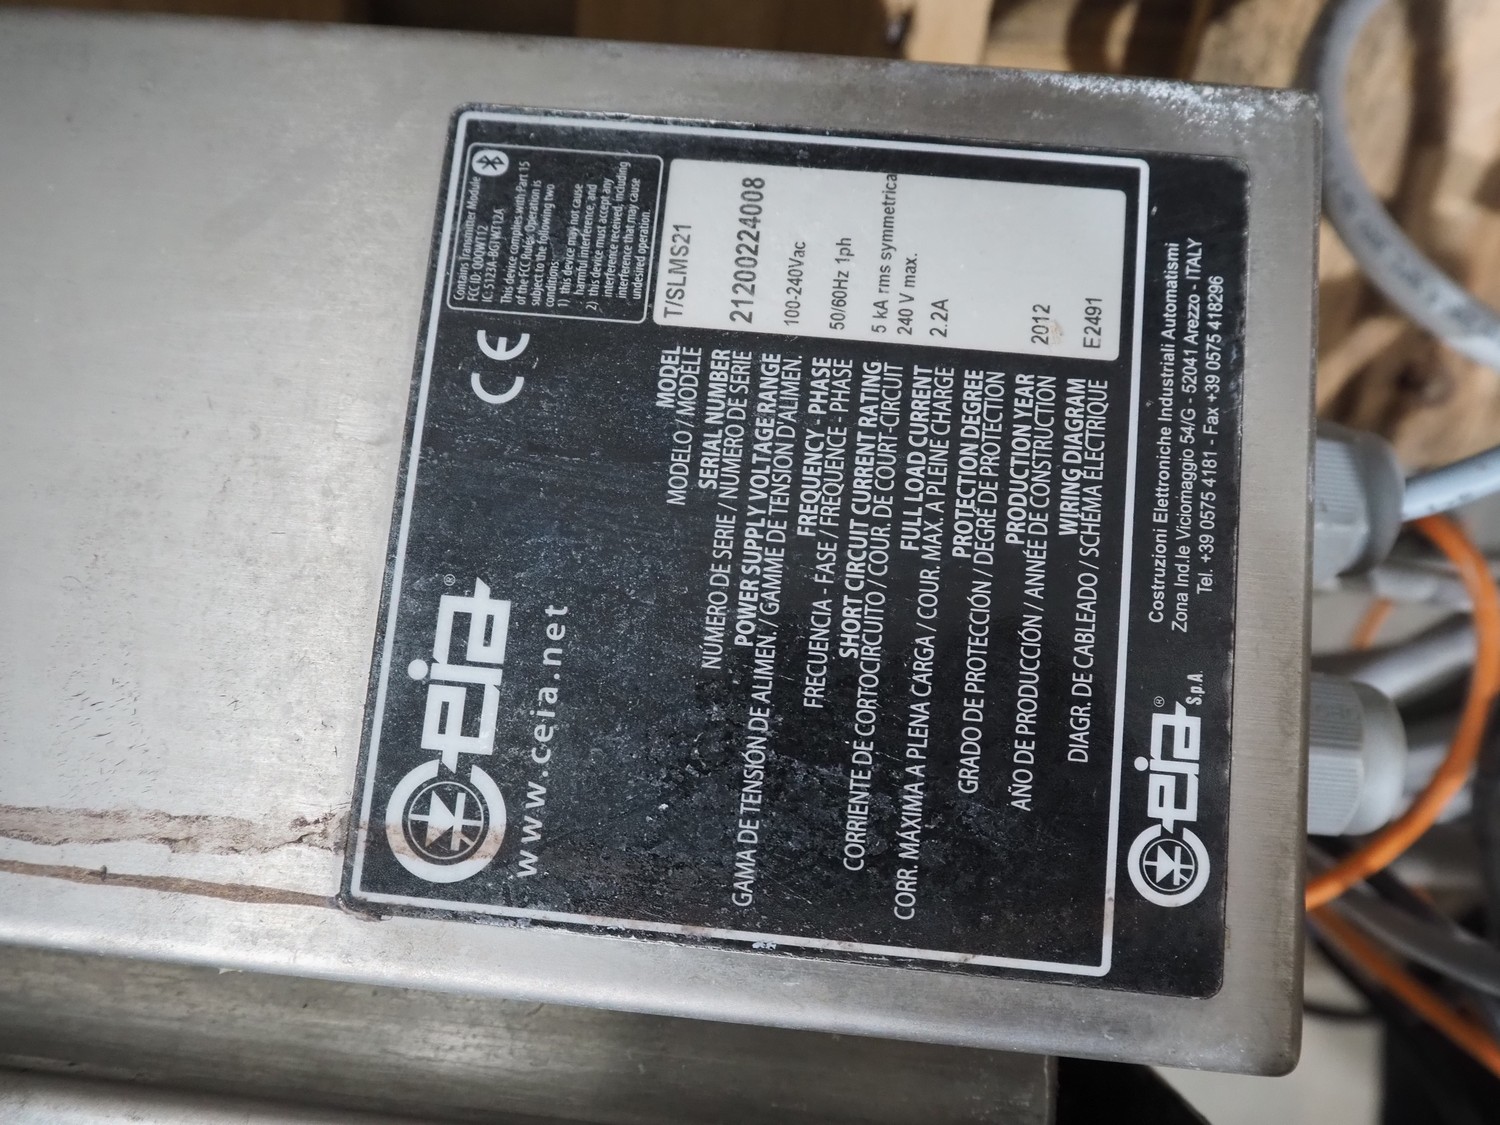 ceia®
www.ceia.net
CE
Contains Transmitter Module
FCC ID: QOQWT12
IC: 5123A-BGTWT12A
This device complies with Part 15
of the FCC Rules. Operation is
subject to the following two
conditions:
1) this device may not cause
harmful interference, and
2) this device must accept any
interference received, including
interference that may cause
undesired operation.
MODEL T/SLMS21
MODELO / MODÈLE
SERIAL NUMBER 21200224008
NÚMERO DE SERIE / NUMÉRO DE SERIE
POWER SUPPLY VOLTAGE RANGE 100-240Vac
GAMA DE TENSIÓN DE ALIMEN. / GAMME DE TENSION D'ALIMEN.
FREQUENCY - PHASE 50/60Hz 1ph
FRECUENCIA - FASE / FRÉQUENCE - PHASE
SHORT CIRCUIT CURRENT RATING 5 kA rms symmetrical
CORRIENTE DE CORTOCIRCUITO / COUR. DE COURT-CIRCUIT 240 V max.
FULL LOAD CURRENT 2.2A
CORR. MÁXIMA A PLENA CARGA / COUR. MAX. A PLEINE CHARGE
PROTECTION DEGREE
GRADO DE PROTECCIÓN / DEGRÉ DE PROTECTION
PRODUCTION YEAR 2012
AÑO DE PRODUCCIÓN / ANNÉE DE CONSTRUCTION
WIRING DIAGRAM E2491
DIAGR. DE CABLEADO / SCHÉMA ÉLECTRIQUE
ceia® S.p.A.
Costruzioni Elettroniche Industriali Automatismi
Zona Ind.le Viciomaggio 54/G - 52041 Arezzo - ITALY
Tel. +39 0575 4181 - Fax +39 0575 418296